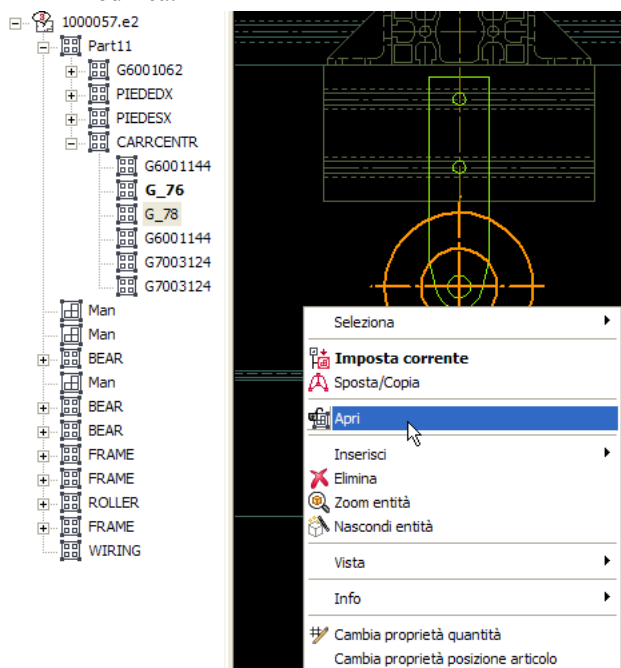 1000057.e2
Part11
G6001062
PIEDEDX
PIEDESX
CARRCENTR
G6001144
G_76
G_78
G6001144
G7003124
G7003124
Man
Man
BEAR
Man
BEAR
BEAR
FRAME
FRAME
ROLLER
FRAME
WIRING
Seleziona
Imposta corrente
Sposta/Copia
Apri
Inserisci
Elimina
Zoom entità
Nascondi entità
Vista
Info
Cambia proprietà quantità
Cambia proprietà posizione articolo